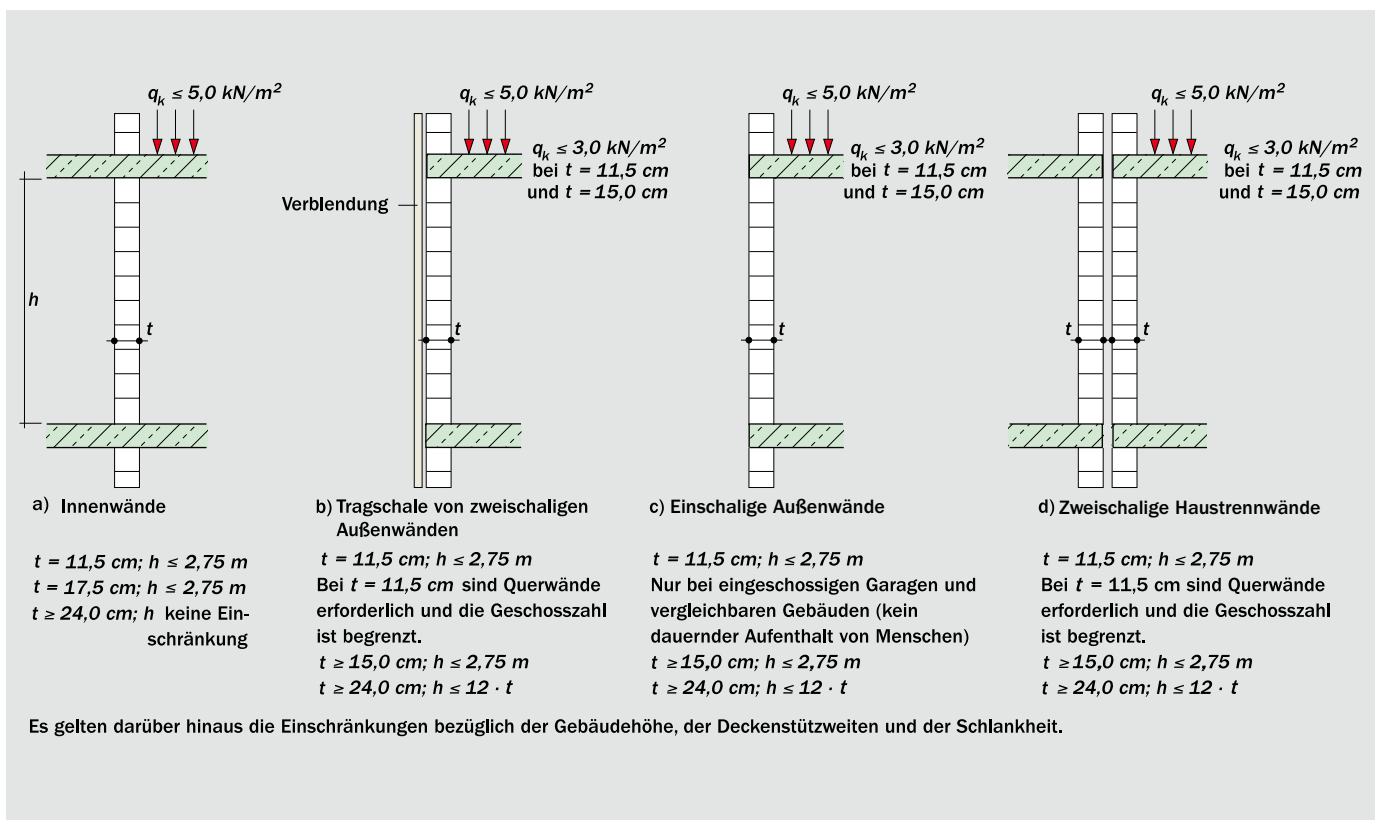 qk ≤ 5,0 kN/m²
h
t
a) Innenwände
t = 11,5 cm; h ≤ 2,75 m
t = 17,5 cm; h ≤ 2,75 m
t ≥ 24,0 cm; h keine Ein-
schränkung
qk ≤ 5,0 kN/m²
qk ≤ 3,0 kN/m²
bei t = 11,5 cm
und t = 15,0 cm
Verblendung
t
b) Tragschale von zweischaligen
Außenwänden
t = 11,5 cm; h ≤ 2,75 m
Bei t = 11,5 cm sind Querwände
erforderlich und die Geschosszahl
ist begrenzt.
t ≥ 15,0 cm; h ≤ 2,75 m
t ≥ 24,0 cm; h ≤ 12 · t
qk ≤ 5,0 kN/m²
qk ≤ 3,0 kN/m²
bei t = 11,5 cm
und t = 15,0 cm
t
c) Einschalige Außenwände
t = 11,5 cm; h ≤ 2,75 m
Nur bei eingeschossigen Garagen und
vergleichbaren Gebäuden (kein
dauernder Aufenthalt von Menschen)
t ≥ 15,0 cm; h ≤ 2,75 m
t ≥ 24,0 cm; h ≤ 12 · t
qk ≤ 5,0 kN/m²
qk ≤ 3,0 kN/m²
bei t = 11,5 cm
und t = 15,0 cm
t
t
d) Zweischalige Haustrennwände
t = 11,5 cm; h ≤ 2,75 m
Bei t = 11,5 cm sind Querwände
erforderlich und die Geschosszahl
ist begrenzt.
t ≥ 15,0 cm; h ≤ 2,75 m
t ≥ 24,0 cm; h ≤ 12 · t
Es gelten darüber hinaus die Einschränkungen bezüglich der Gebäudehöhe, der Deckenstützweiten und der Schlankheit.